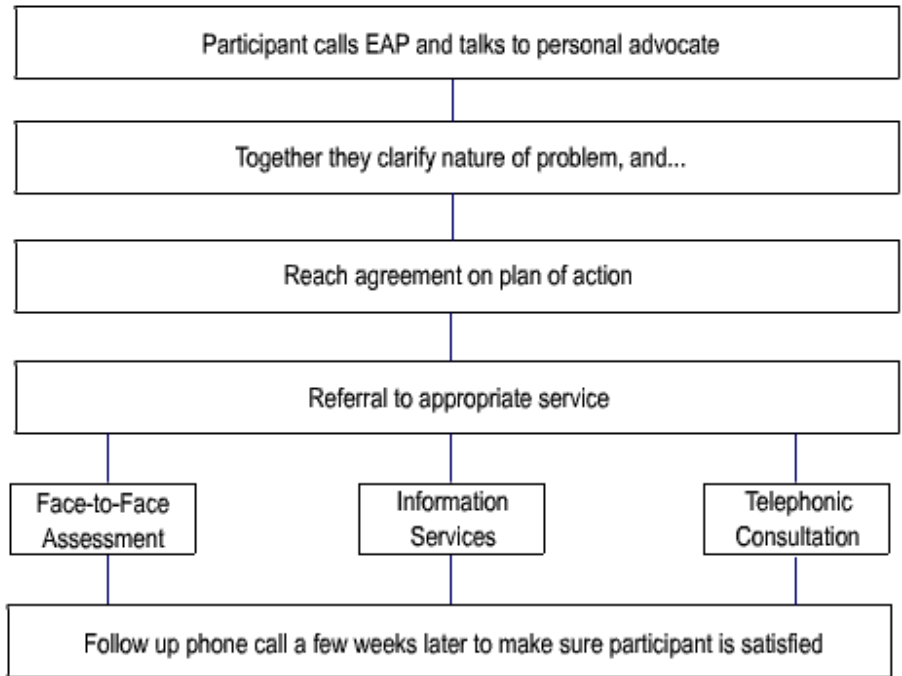 Participant calls EAP and talks to personal advocate
Together they clarify nature of problem, and...
Reach agreement on plan of action
Referral to appropriate service
Face-to-Face
Assessment
Information
Services
Telephonic
Consultation
Follow up phone call a few weeks later to make sure participant is satisfied